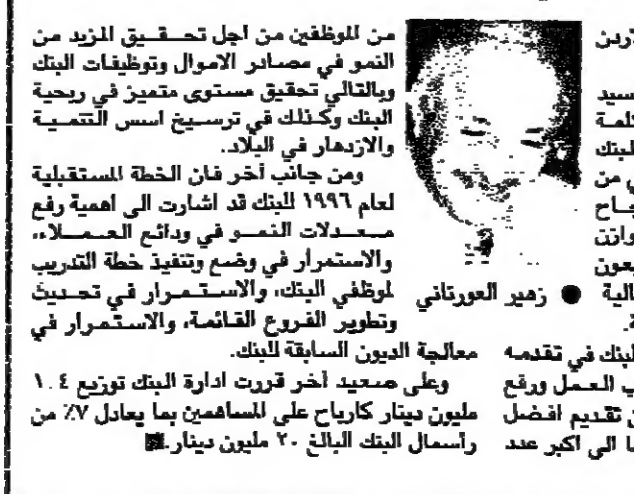 ردن
سيد
كلمة
البنك
ي من
جاح
وازن
يعون
الية
ة.
● زهير العورتاني
البنك في تقدمه
ب العمل ورفع
ن تقديم افضل
ا الى اكبر عدد
من الموظفين من اجل تحقيق المزيد من
النمو في مصادر الاموال وتوظيفات البنك
وبالتالي تحقيق مستوى متميز في ربحية
البنك وكذلك في ترسيخ اسس التنمية
والازدهار في البلاد.
ومن جانب آخر فان الخطة المستقبلية
لعام ١٩٩٦ للبنك قد اشارت الى اهمية رفع
معدلات النمو في ودائع العملاء،
والاستمرار في وضع وتنفيذ خطة التدريب
لموظفي البنك، والاستمرار في تحديث
وتطوير الفروع القائمة، والاستمرار في
معالجة الديون السابقة للبنك.
وعلى صعيد آخر قررت ادارة البنك توزيع ١.٤
مليون دينار كارباح على المساهمين بما يعادل ٧٪ من
رأسمال البنك البالغ ٢٠ مليون دينار.